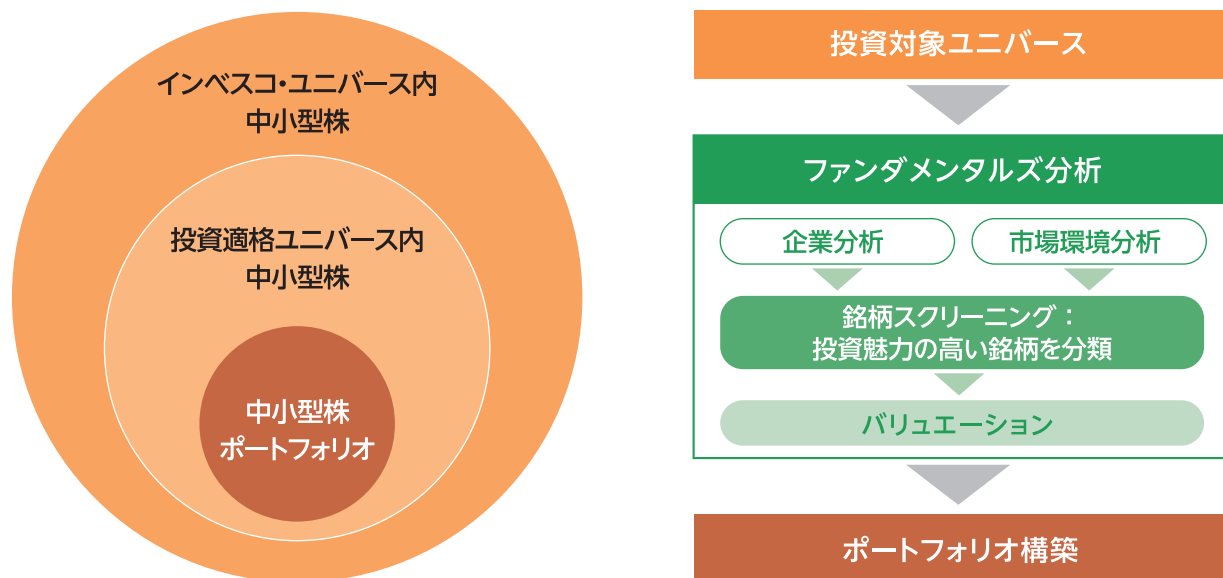 インベスコ・ユニバース内
中小型株
投資適格ユニバース内
中小型株
中小型株
ポートフォリオ
投資対象ユニバース
ファンダメンタルズ分析
企業分析
市場環境分析
銘柄スクリーニング：
投資魅力の高い銘柄を分類
バリュエーション
ポートフォリオ構築